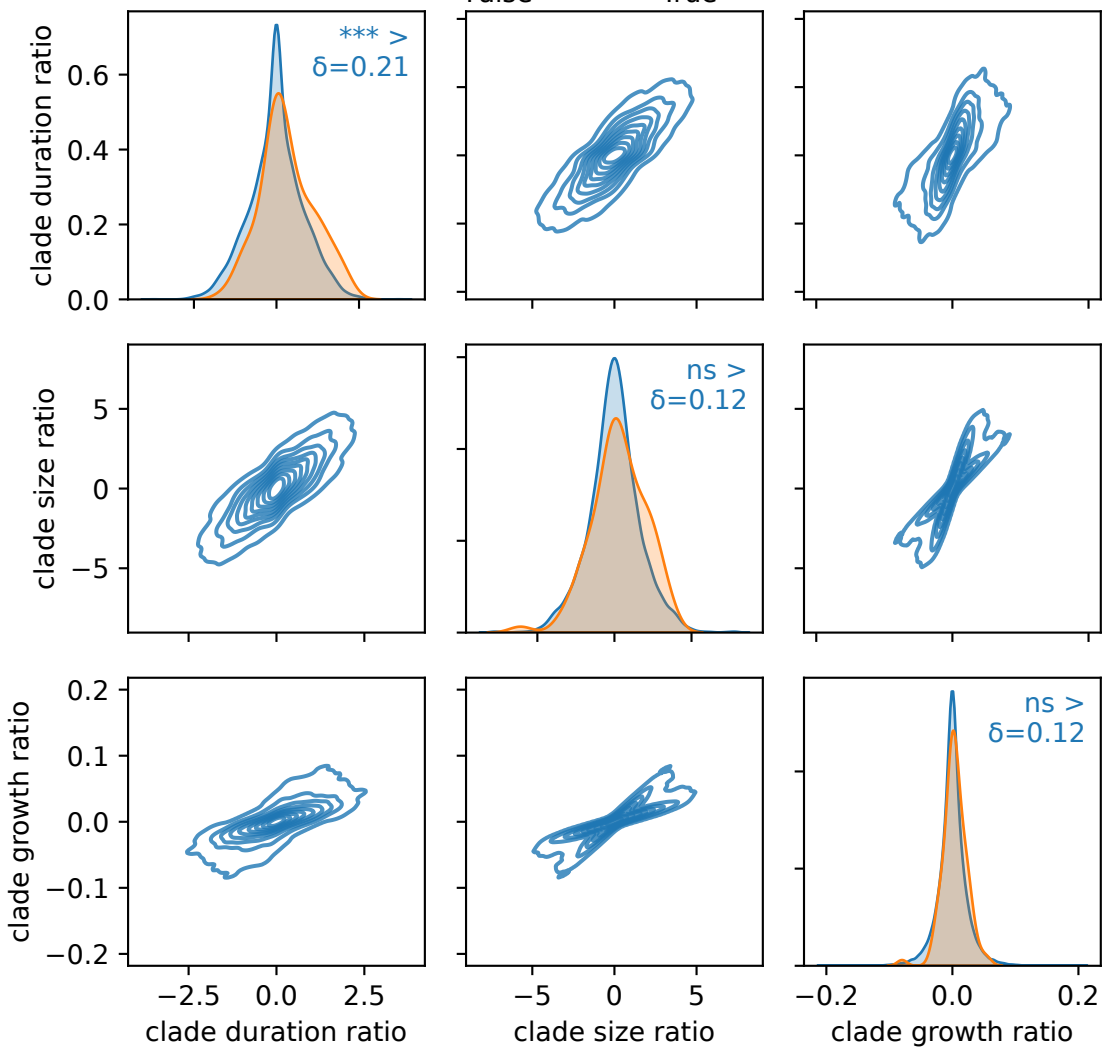 clade duration ratio
0.6
0.4
0.2
0.0
*** >
δ=0.21
clade size ratio
5
0
−5
ns >
δ=0.12
clade growth ratio
0.2
0.1
0.0
−0.1
−0.2
ns >
δ=0.12
−2.5 0.0 2.5
−5 0 5
−0.2 0.0 0.2
clade duration ratio
clade size ratio
clade growth ratio